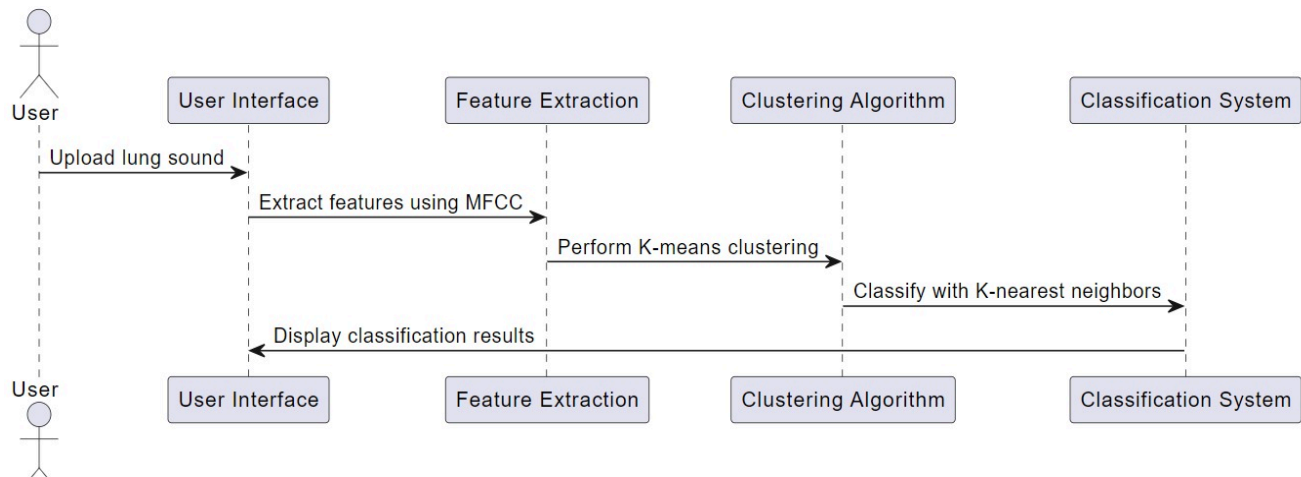 User
User Interface
Feature Extraction
Clustering Algorithm
Classification System
Upload lung sound
Extract features using MFCC
Perform K-means clustering
Classify with K-nearest neighbors
Display classification results
User
User Interface
Feature Extraction
Clustering Algorithm
Classification System